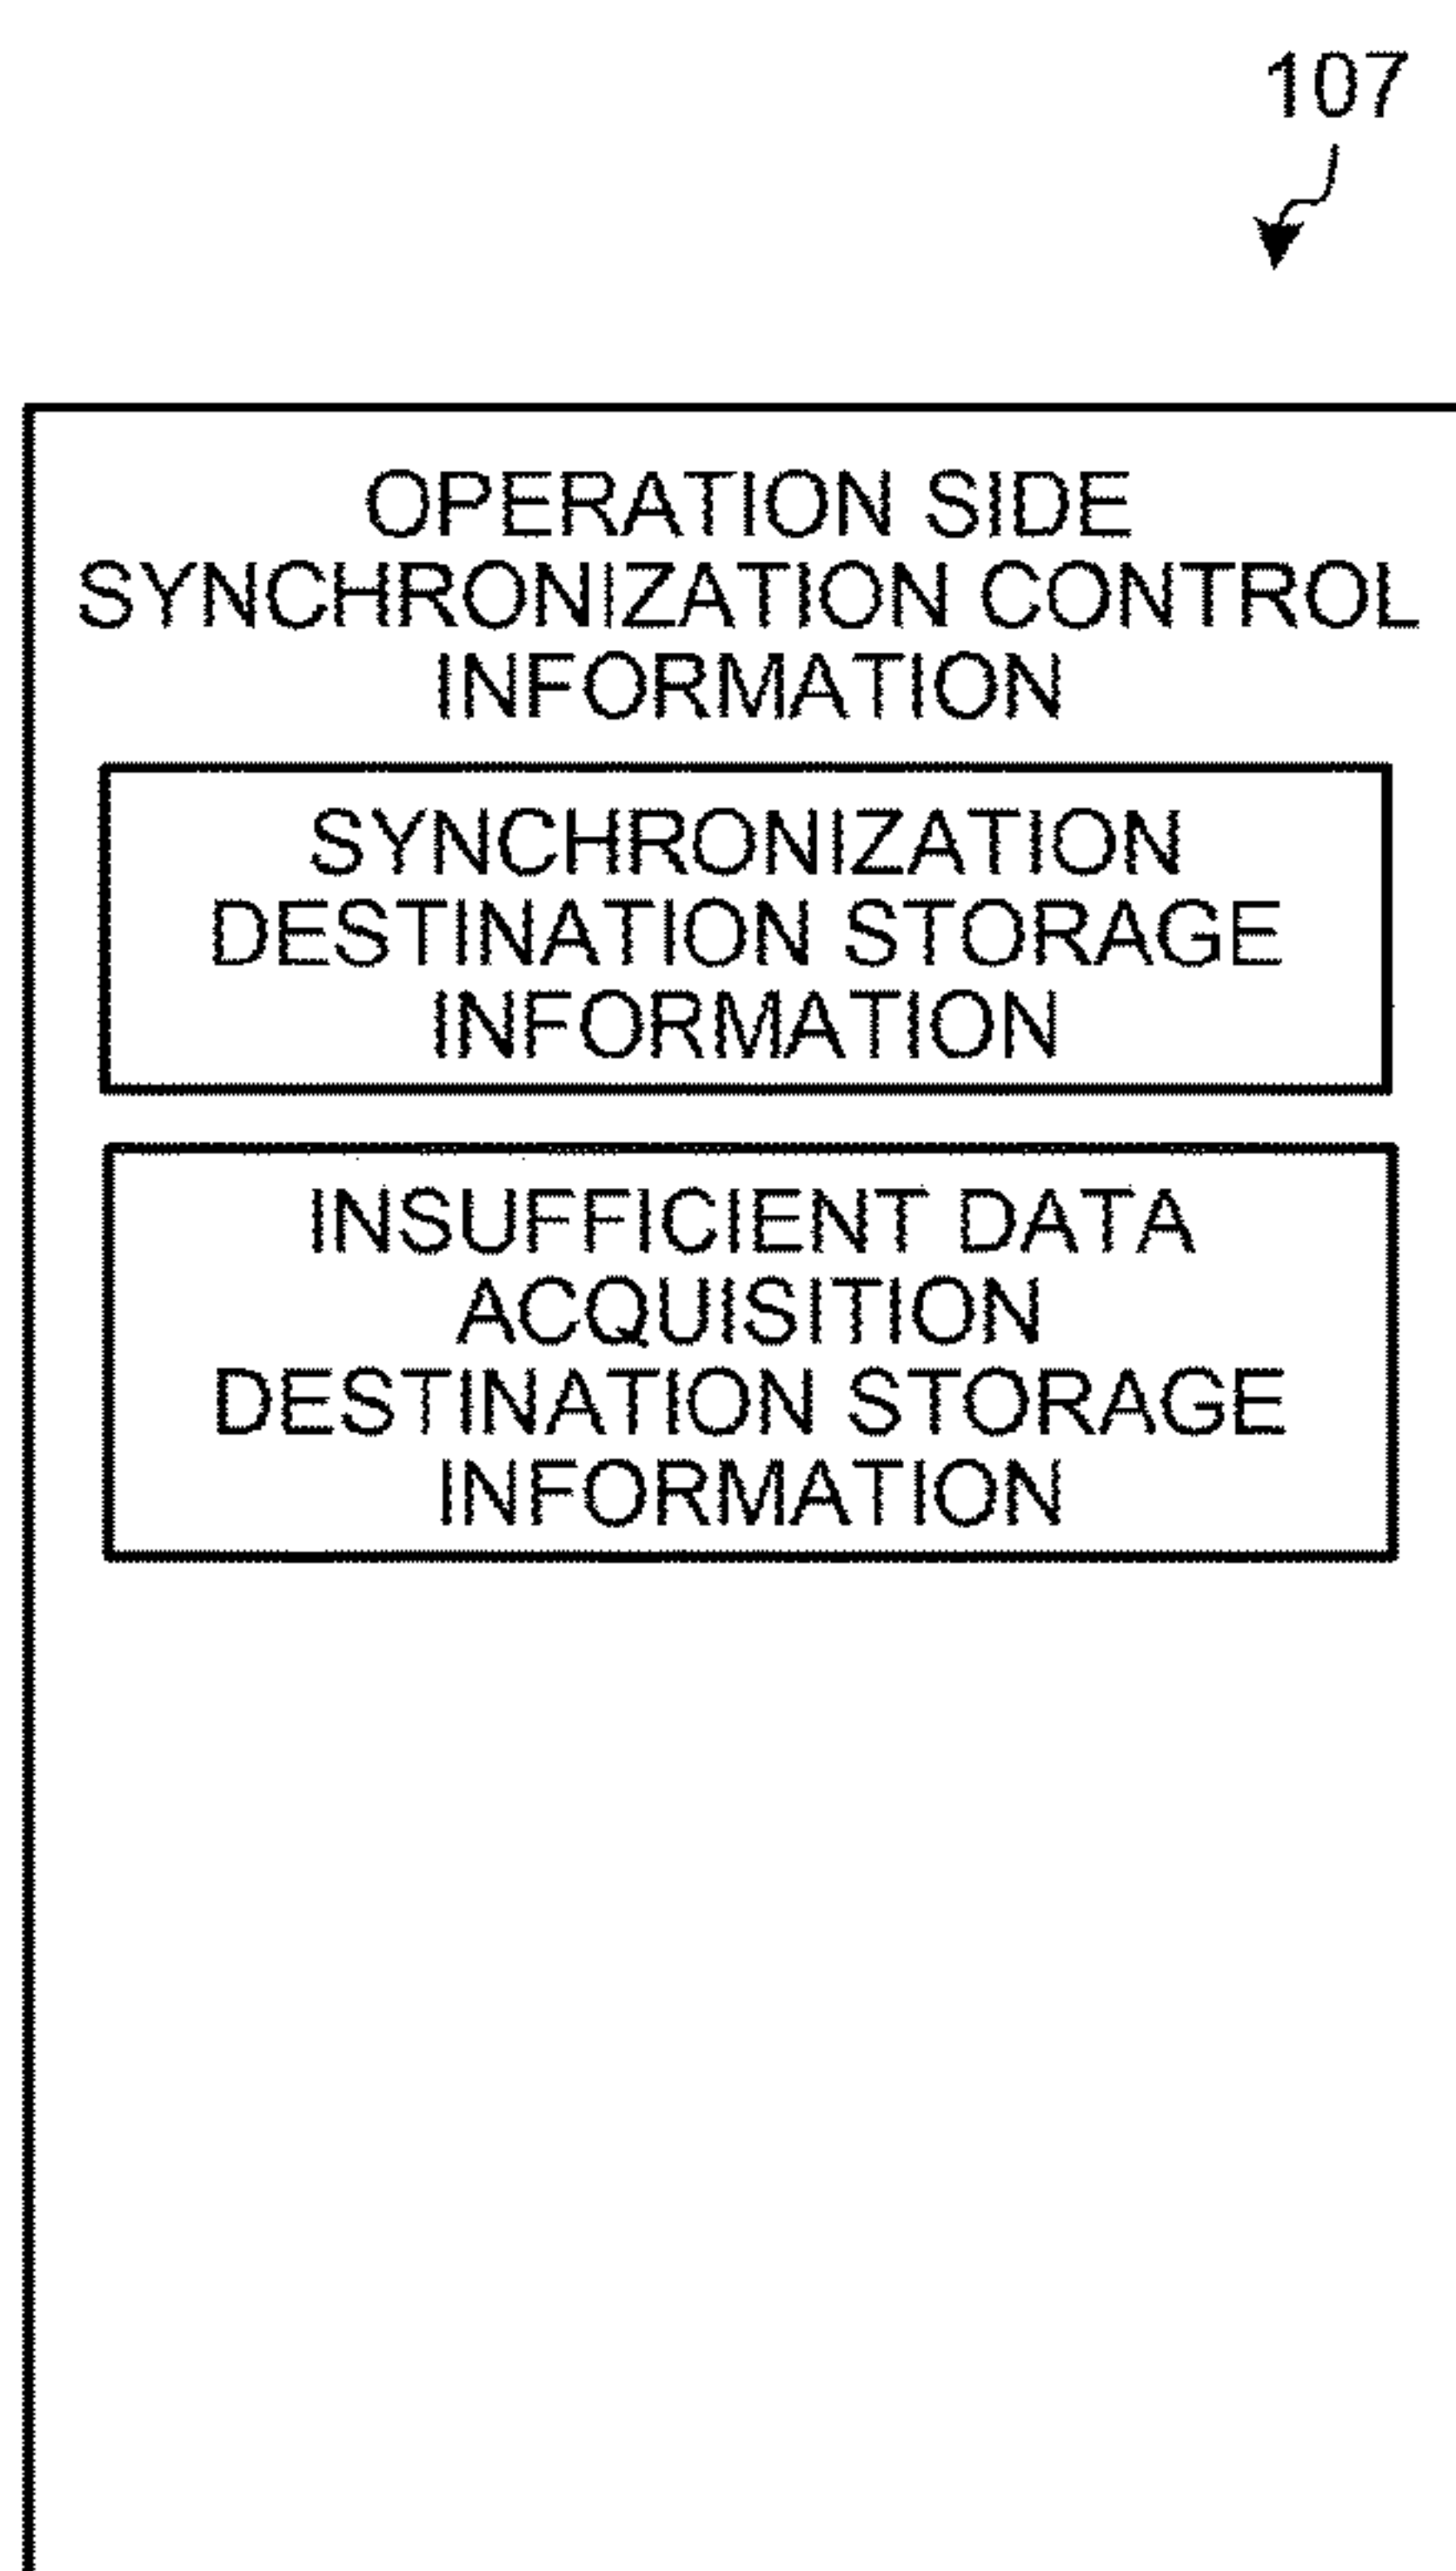 107
OPERATION SIDE
SYNCHRONIZATION CONTROL
INFORMATION
SYNCHRONIZATION
DESTINATION STORAGE
INFORMATION
INSUFFICIENT DATA
ACQUISITION
DESTINATION STORAGE
INFORMATION